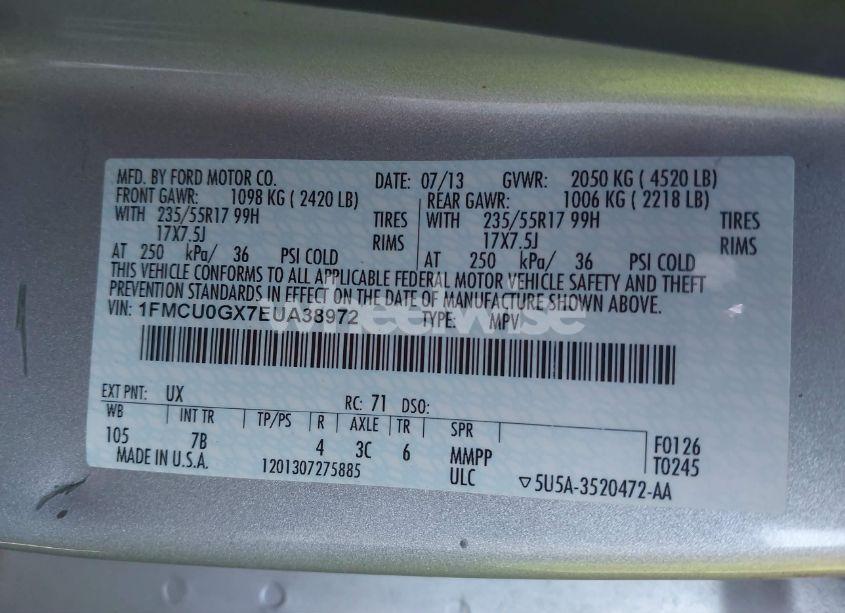 MFD. BY FORD MOTOR CO. DATE: 07/13 GVWR: 2050 KG ( 4520 LB)
FRONT GAWR: 1098 KG ( 2420 LB) REAR GAWR: 1006 KG ( 2218 LB)
WITH 235/55R17 99H TIRES WITH 235/55R17 99H TIRES
17X7.5J RIMS 17X7.5J RIMS
AT 250 kPa/ 36 PSI COLD AT 250 kPa/ 36 PSI COLD
THIS VEHICLE CONFORMS TO ALL APPLICABLE FEDERAL MOTOR VEHICLE SAFETY AND THEFT
PREVENTION STANDARDS IN EFFECT ON THE DATE OF MANUFACTURE SHOWN ABOVE.
VIN: 1FMCU0GX7EUA38972 TYPE: MPV
wheelwise
EXT PNT: UX RC: 71 DSO:
WB INT TR TP/PS R AXLE TR SPR
105 7B 4 3C 6 MMPP F0126
MADE IN U.S.A. 1201307275885 ULC T0245
▽5U5A-3520472-AA